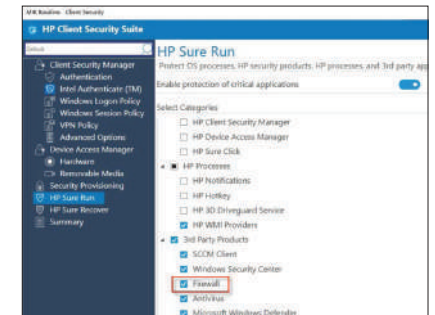 HP Client Security Suite
HP Sure Run
Protect OS processes, HP security products, HP processes, and 3rd party app
Enable protection of critical applications
Select Categories
HP Client Security Manager
HP Device Access Manager
HP Sure Click
HP Processes
HP Notifications
HP Hotkey
HP 3D Driveguard Service
HP WMI Providers
3rd Party Products
SCCM Client
Windows Security Center
Firewall
Antivirus
Microsoft Windows Defender
Client Security Manager
Authentication
Intel Authenticate (TM)
Windows Logon Policy
Windows Session Policy
VPN Policy
Advanced Options
Device Access Manager
Hardware
Removable Media
Security Provisioning
HP Sure Run
HP Sure Recover
Summary